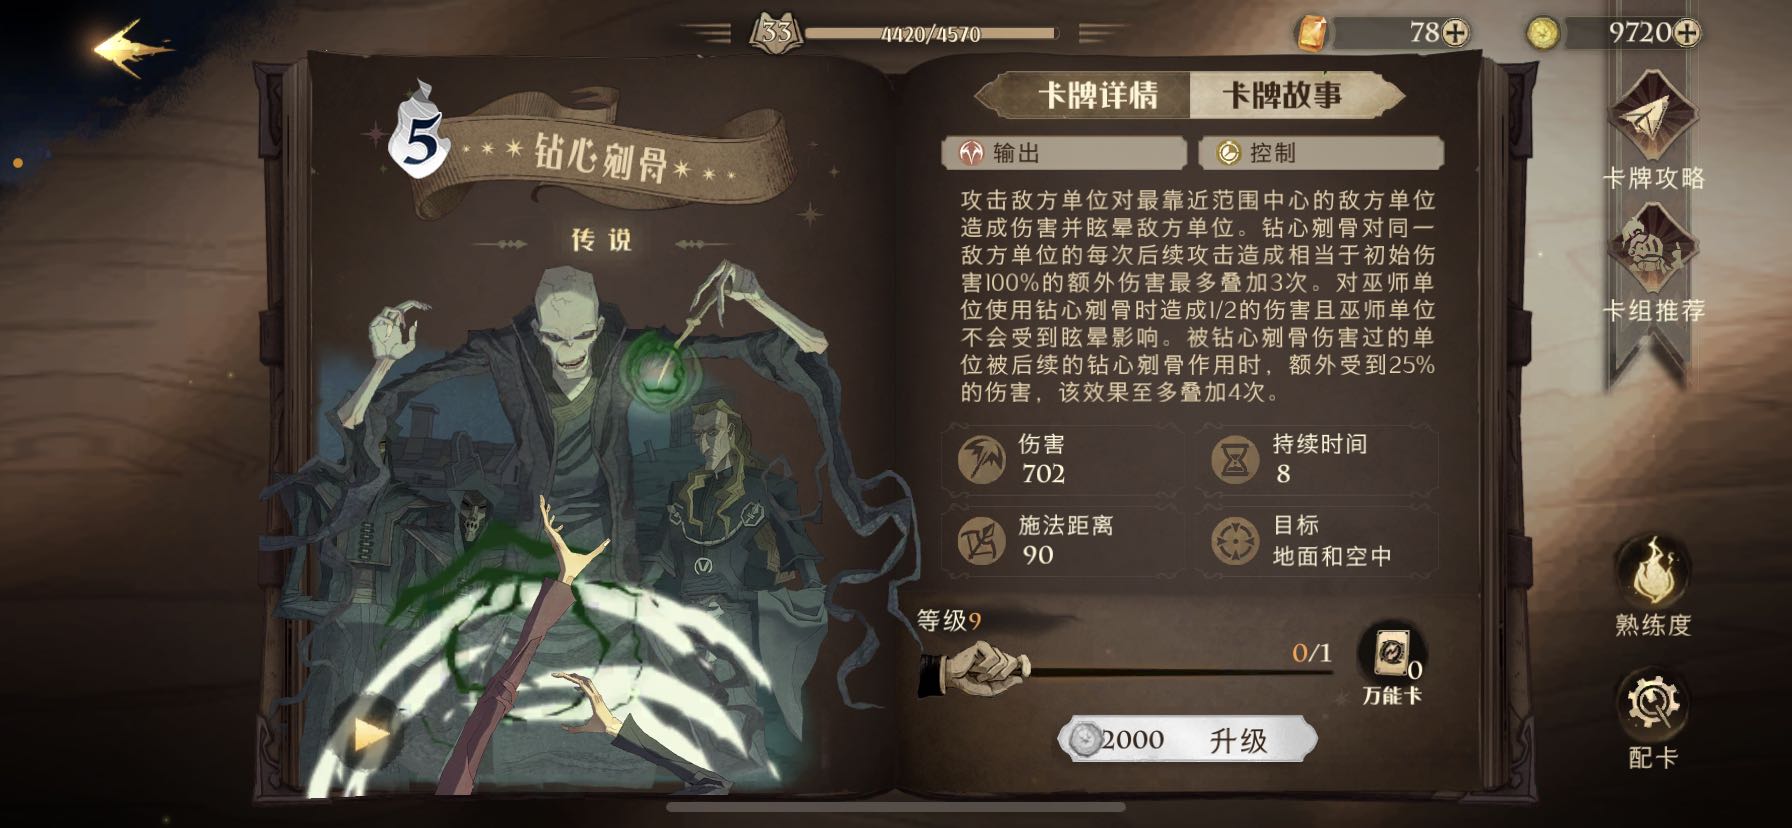 33
4420/4570
78
9720
5
钻心剜骨
传说
卡牌详情
卡牌故事
输出
控制
攻击敌方单位对最靠近范围中心的敌方单位
造成伤害并眩晕敌方单位。钻心剜骨对同一
敌方单位的每次后续攻击造成相当于初始伤
害100%的额外伤害最多叠加3次。对巫师单
位使用钻心剜骨时造成1/2的伤害且巫师单位
不会受到眩晕影响。被钻心剜骨伤害过的单
位被后续的钻心剜骨作用时，额外受到25%
的伤害，该效果至多叠加4次。
伤害
702
持续时间
8
施法距离
90
目标
地面和空中
等级9
0/1
0
万能卡
2000 升级
卡牌攻略
卡组推荐
熟练度
配卡